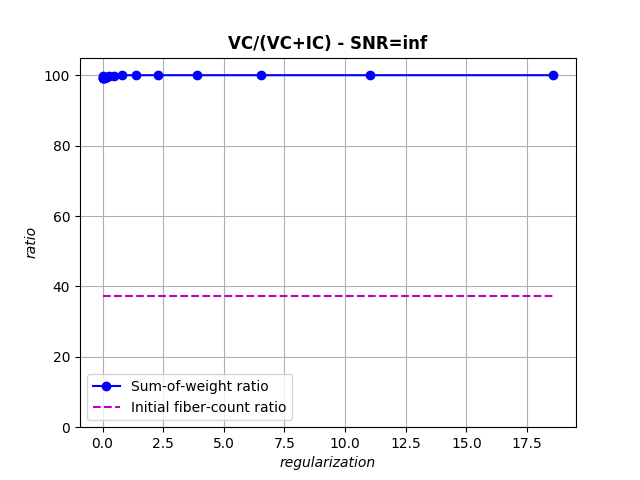 VC/(VC+IC) - SNR=inf
100
80
60
40
20
0
ratio
Sum-of-weight ratio
Initial fiber-count ratio
0.0 2.5 5.0 7.5 10.0 12.5 15.0 17.5
regularization